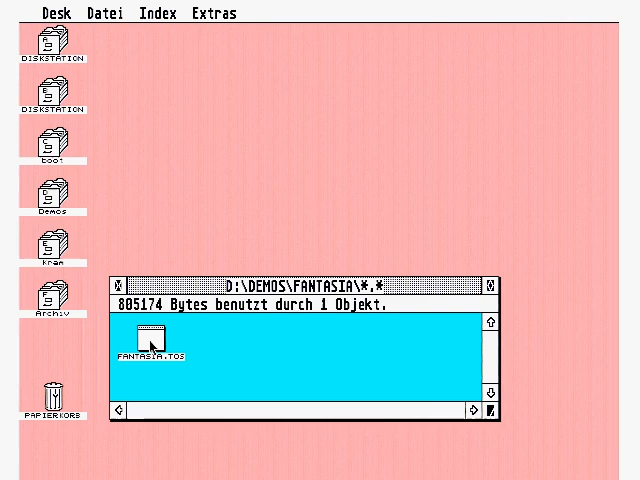 Desk Datei Index Extras
DISKSTATION
DISKSTATION
boot
Demos
Kram
Archiv
PAPIERKORB
D:\DEMOS\FANTASIA\*.*
805174 Bytes benutzt durch 1 Objekt.
FANTASIA.TOS